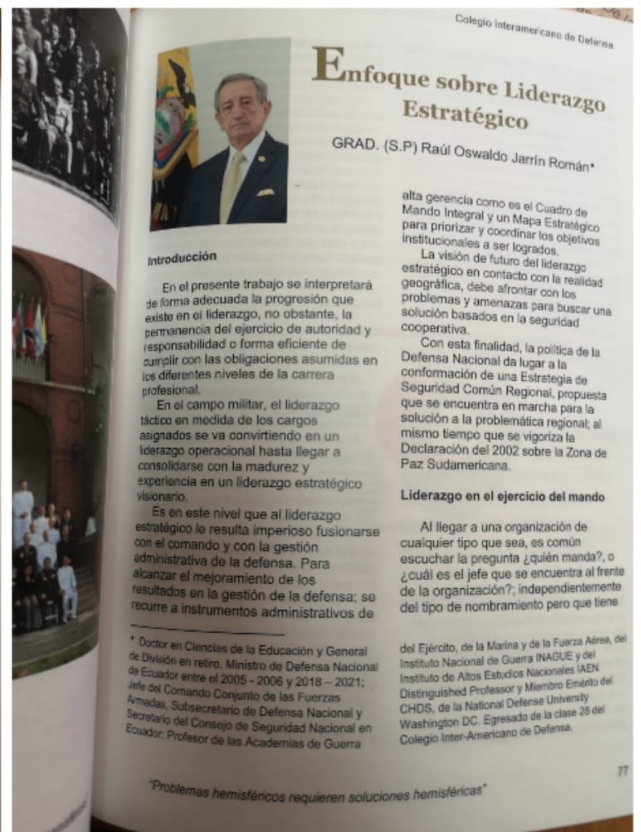 Colegio Interamericano de Defensa
Enfoque sobre Liderazgo
Estratégico
GRAD. (S.P) Raúl Oswaldo Jarrín Román*
Introducción
En el presente trabajo se interpretará
de forma adecuada la progresión que
existe en el liderazgo, no obstante, la
permanencia del ejercicio de autoridad y
responsabilidad o forma eficiente de
cumplir con las obligaciones asumidas en
los diferentes niveles de la carrera
profesional.
En el campo militar, el liderazgo
táctico en medida de los cargos
asignados se va convirtiendo en un
liderazgo operacional hasta llegar a
consolidarse con la madurez y
experiencia en un liderazgo estratégico
visionario.
Es en este nivel que al liderazgo
estratégico le resulta imperioso fusionarse
con el comando y con la gestión
administrativa de la defensa. Para
alcanzar el mejoramiento de los
resultados en la gestión de la defensa; se
recurre a instrumentos administrativos de
alta gerencia como es el Cuadro de
Mando Integral y un Mapa Estratégico
para priorizar y coordinar los objetivos
institucionales a ser logrados.
La visión de futuro del liderazgo
estratégico en contacto con la realidad
geográfica, debe afrontar con los
problemas y amenazas para buscar una
solución basados en la seguridad
cooperativa.
Con esta finalidad, la política de la
Defensa Nacional da lugar a la
conformación de una Estrategia de
Seguridad Común Regional, propuesta
que se encuentra en marcha para la
solución a la problemática regional; al
mismo tiempo que se vigoriza la
Declaración del 2002 sobre la Zona de
Paz Sudamericana.
Liderazgo en el ejercicio del mando
Al llegar a una organización de
cualquier tipo que sea, es común
escuchar la pregunta ¿quién manda?, o
¿cuál es el jefe que se encuentra al frente
de la organización?; independientemente
del tipo de nombramiento pero que tiene
* Doctor en Ciencias de la Educación y General
de División en retiro. Ministro de Defensa Nacional
de Ecuador entre el 2005 - 2006 y 2018 – 2021;
Jefe del Comando Conjunto de las Fuerzas
Armadas, Subsecretario de Defensa Nacional y
Secretario del Consejo de Seguridad Nacional en
Ecuador; Profesor de las Academias de Guerra
del Ejército, de la Marina y de la Fuerza Aérea, del
Instituto Nacional de Guerra INAGUE y del
Instituto de Altos Estudios Nacionales IAEN
Distinguished Professor y Miembro Emérito del
CHDS, de la National Defense University
Washington DC. Egresado de la clase 28 del
Colegio Inter-Americano de Defensa.
77
"Problemas hemisféricos requieren soluciones hemisféricas"